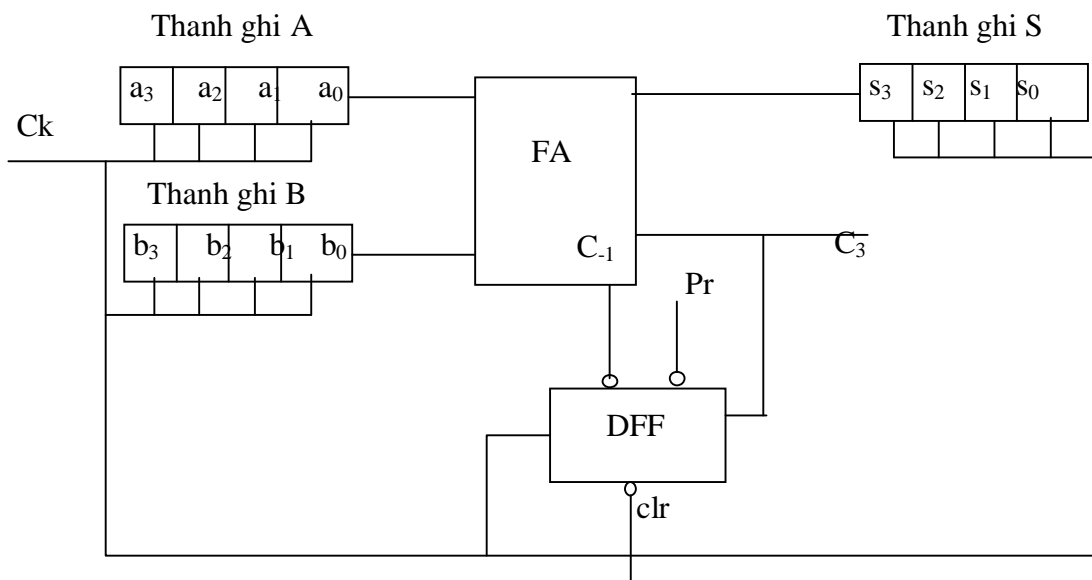 Thanh ghi A
Thanh ghi S
a₃ a₂ a₁ a₀
s₃ s₂ s₁ s₀
Ck
FA
Thanh ghi B
b₃ b₂ b₁ b₀
C₋₁
C₃
Pr
DFF
clr